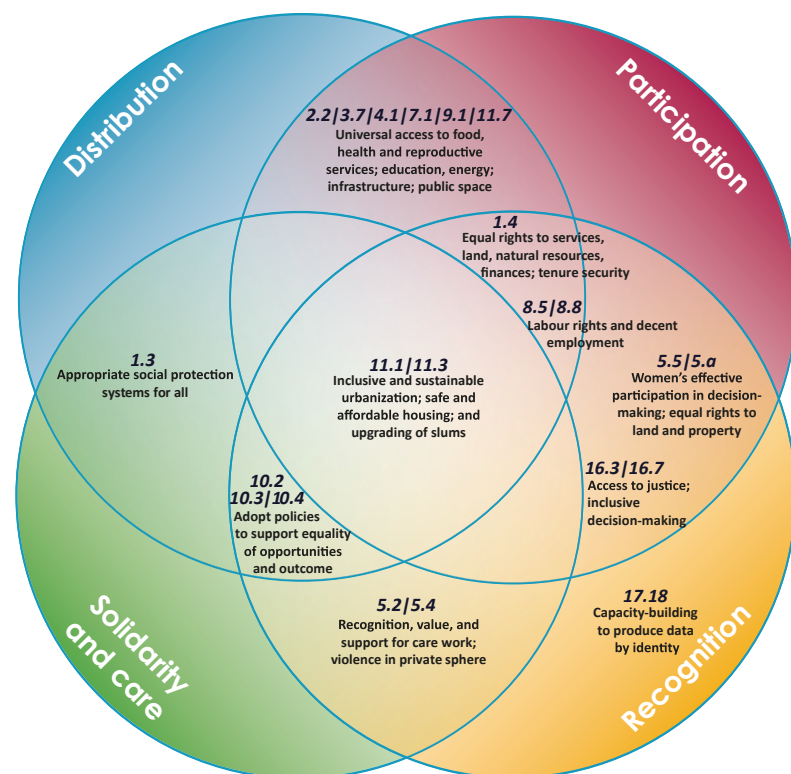 Distribution
Participation
2.2|3.7|4.1|7.1|9.1|11.7
Universal access to food,
health and reproductive
services; education, energy;
infrastructure; public space
1.4
Equal rights to services,
land, natural resources,
finances; tenure security
8.5|8.8
Labour rights and decent
employment
1.3
Appropriate social protection
systems for all
11.1|11.3
Inclusive and sustainable
urbanization; safe and
affordable housing; and
upgrading of slums
5.5|5.a
Women’s effective
participation in decision-
making; equal rights to
land and property
10.2
10.3|10.4
Adopt policies
to support equality
of opportunities
and outcome
16.3|16.7
Access to justice;
inclusive
decision-making
5.2|5.4
Recognition, value, and
support for care work;
violence in private sphere
17.18
Capacity-building
to produce data
by identity
Solidarity
and care
Recognition